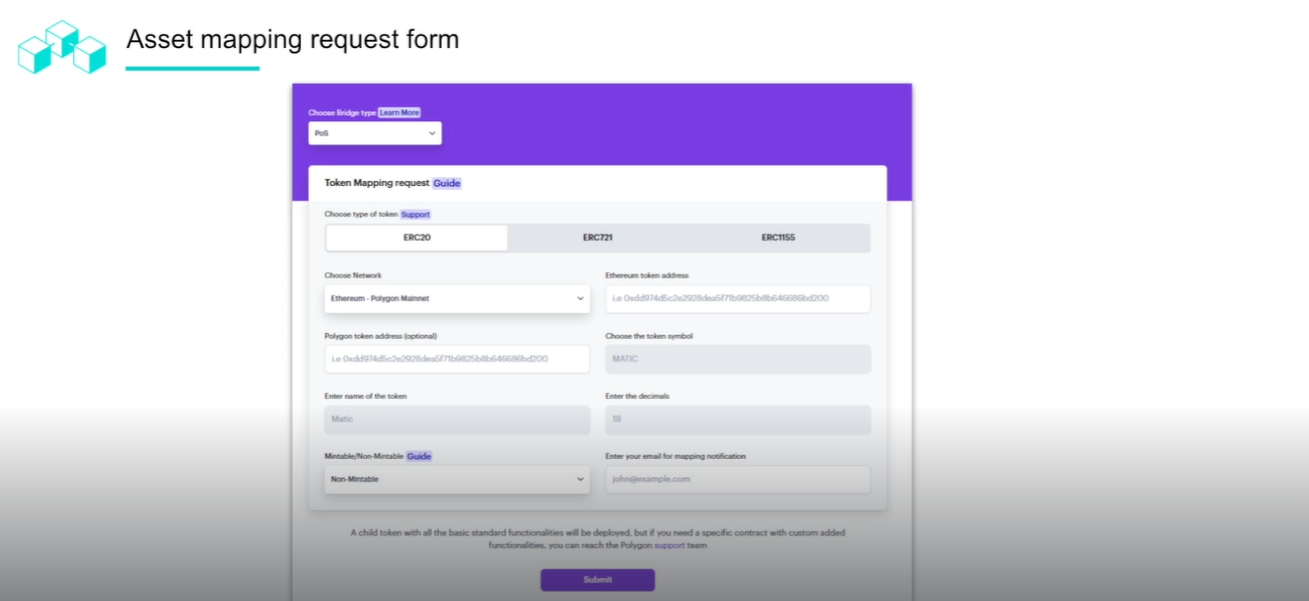 Asset mapping request form
Choose Bridge type Learn More
PoS
Token Mapping request Guide
Choose type of token Support
ERC20 ERC721 ERC1155
Choose Network
Ethereum token address
Ethereum - Polygon Mainnet
i.e 0xdd974d5c2e2928dea5f71b9825b8b646686bd200
Polygon token address (optional)
Choose the token symbol
i.e 0xdd974d5c2e2928dea5f71b9825b8b646686bd200
MATIC
Enter name of the token
Enter the decimals
Matic
18
Mintable/Non-Mintable Guide
Enter your email for mapping notification
Non-Mintable
john@example.com
A child token with all the basic standard functionalities will be deployed, but if you need a specific contract with custom added
functionalities, you can reach the Polygon support team
Submit